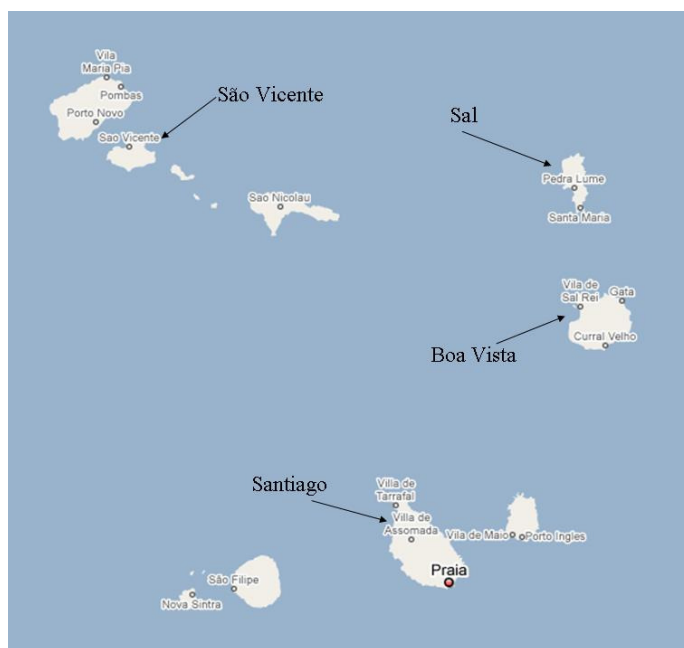 Vila
Maria Pia
Pombas
Porto Novo
São Vicente
Sao Vicente
Sao Nicolau
Sal
Pedra Lume
Santa Maria
Vila de
Sal Rei
Gata
Curral Velho
Boa Vista
Santiago
Villa de
Tarrafal
Villa de
Assomada
Vila de Maio
Porto Ingles
Praia
São Filipe
Nova Sintra